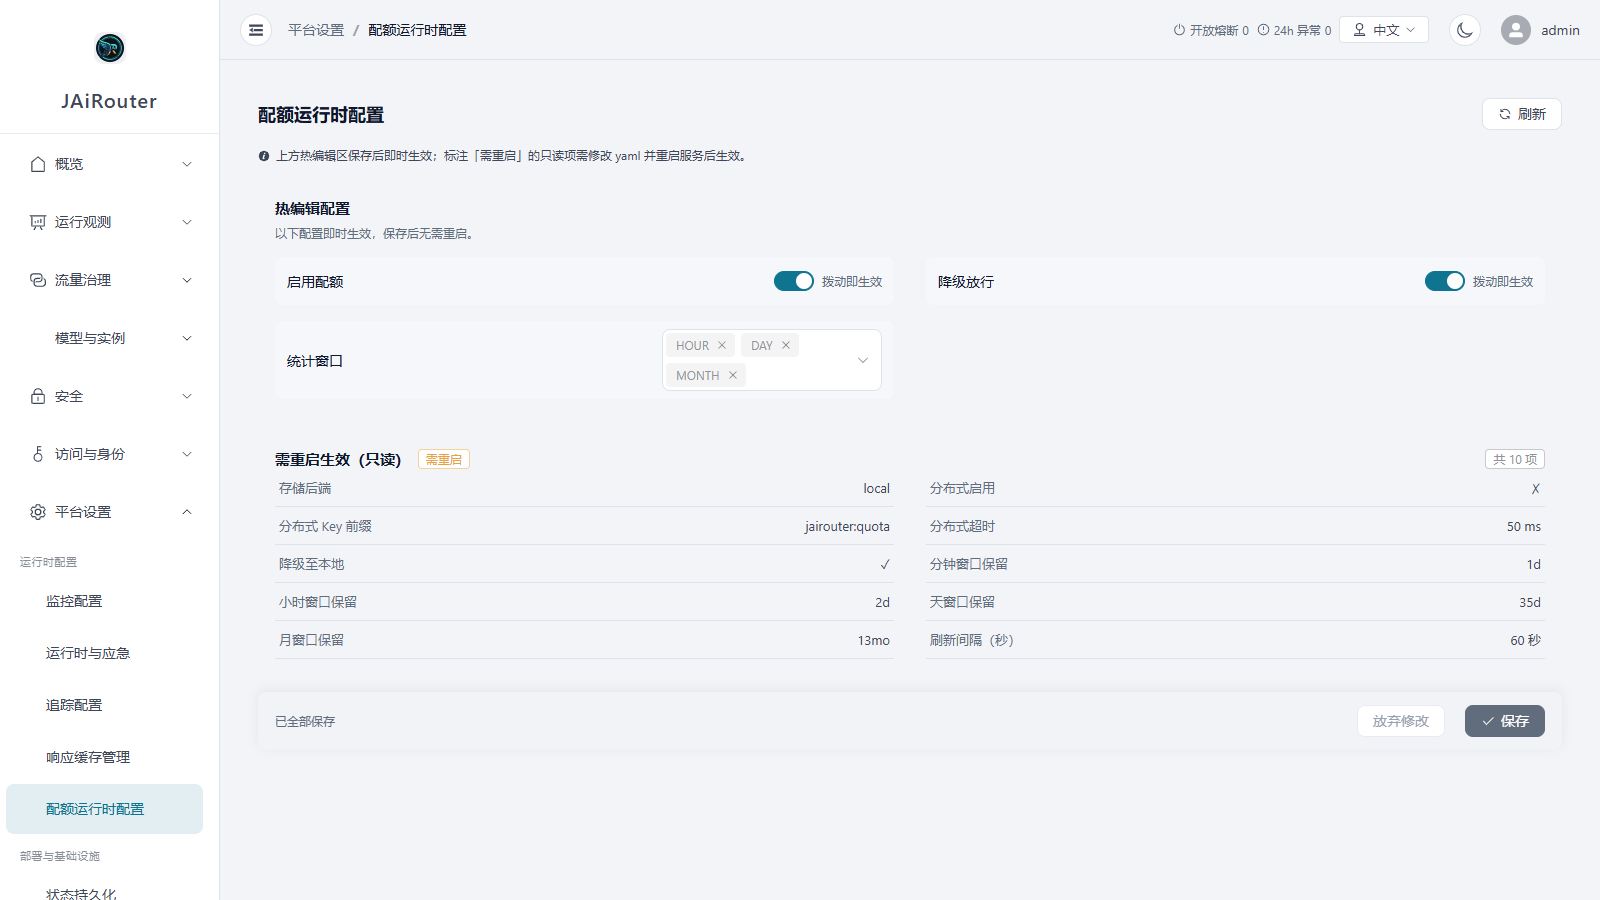 JAiRouter
概览
运行观测
流量治理
模型与实例
安全
访问与身份
平台设置
运行时配置
监控配置
运行时与应急
追踪配置
响应缓存管理
配额运行时配置
部署与基础设施
状态持久化
平台设置 / 配额运行时配置
开放熔断 0 24h 异常 0 中文 admin
配额运行时配置
刷新
上方热编辑区保存后即时生效；标注「需重启」的只读项需修改 yaml 并重启服务后生效。
热编辑配置
以下配置即时生效，保存后无需重启。
启用配额 拨动即生效
降级放行 拨动即生效
统计窗口
HOUR DAY
MONTH
需重启生效（只读） 需重启 共 10 项
存储后端 local
分布式启用 ✗
分布式 Key 前缀 jairouter:quota
分布式超时 50 ms
降级至本地 ✓
分钟窗口保留 1d
小时窗口保留 2d
天窗口保留 35d
月窗口保留 13mo
刷新间隔（秒） 60 秒
已全部保存
放弃修改
保存